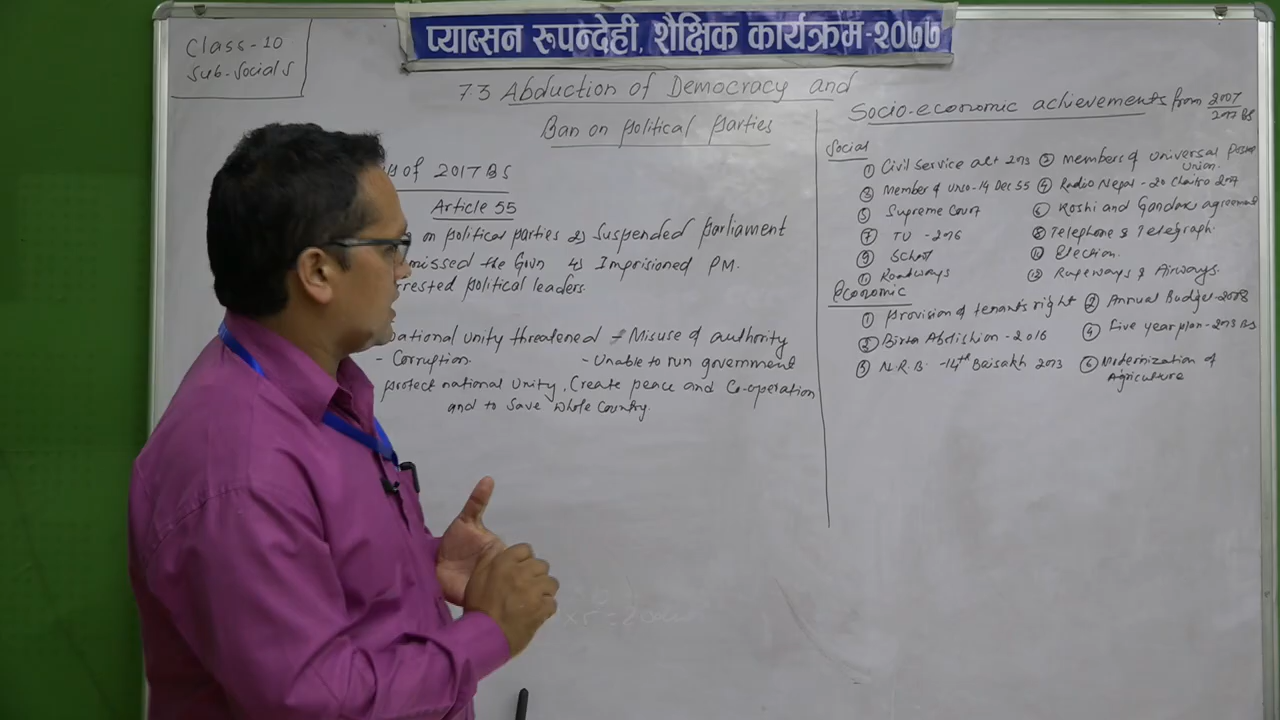 प्याब्सन रुपन्देही, शैक्षिक कार्यक्रम-२०७७
Class-10
Sub-Socials
7.3 Abduction of Democracy and
Ban on Political Parties
of 2017 BS
Article 55
on political parties 2) Suspended Parliament
missed the Govn 4) Imprisioned PM.
rrested political leaders.
national unity threatened - Misuse of authority
- Corruption. - Unable to run government
protect national unity, Create peace and Co-operation
and to Save whole Country.
Socio-economic achievements from 2007/2017 BS
Social
① Civil Service act 2013 ② Members of universal Postal Union.
③ Member of UNO-14 Dec 55 ④ Radio Nepal - 20 Chaitra 2007
⑤ Supreme Court ⑥ Koshi and Gandak agreement
⑦ TU - 2016 ⑧ Telephone & Telegraph.
⑨ School ⑩ Election.
⑪ Roadways ⑫ Railways & Airways.
Economic
① Provision of tenants right ② Annual Budget-2008
③ Birta Abolishion - 2016 ④ Five year plan - 2013 BS
⑤ N.R.B. - 14th Baisakh 2013 ⑥ Modernization of Agriculture